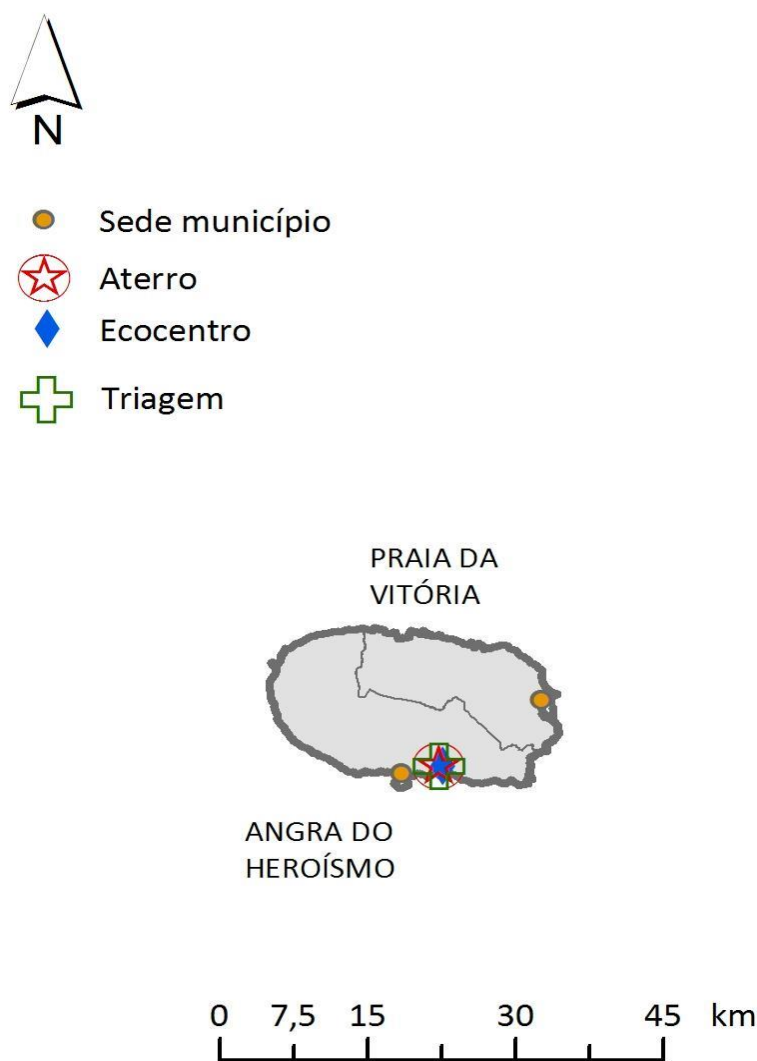 N
Sede município
Aterro
Ecocentro
Triagem
PRAIA DA
VITÓRIA
ANGRA DO
HEROÍSMO
0 7,5 15 30 45 km